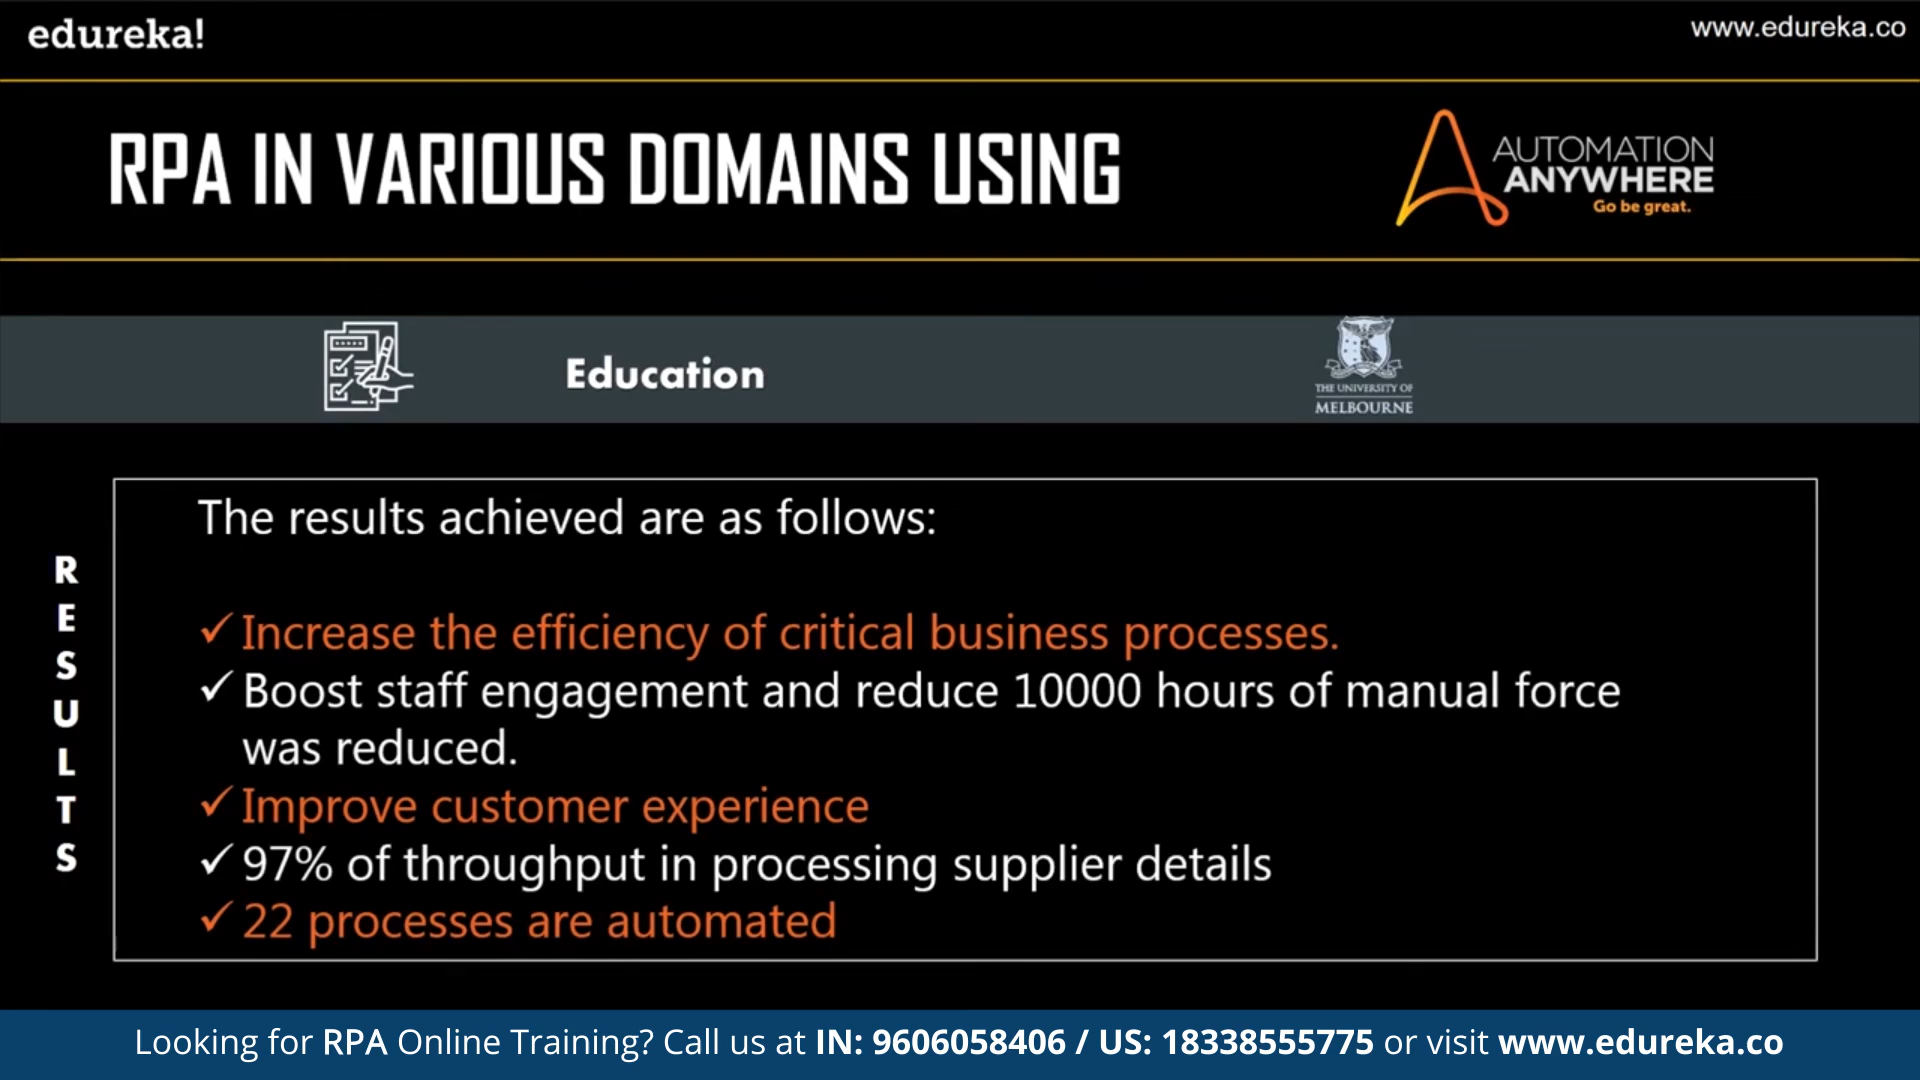 edureka!
www.edureka.co
RPA IN VARIOUS DOMAINS USING
AUTOMATION
ANYWHERE
Go be great.
Education
THE UNIVERSITY OF
MELBOURNE
RESULTS
The results achieved are as follows:
✓ Increase the efficiency of critical business processes.
✓ Boost staff engagement and reduce 10000 hours of manual force
was reduced.
✓ Improve customer experience
✓ 97% of throughput in processing supplier details
✓ 22 processes are automated
Looking for RPA Online Training? Call us at IN: 9606058406 / US: 18338555775 or visit www.edureka.co